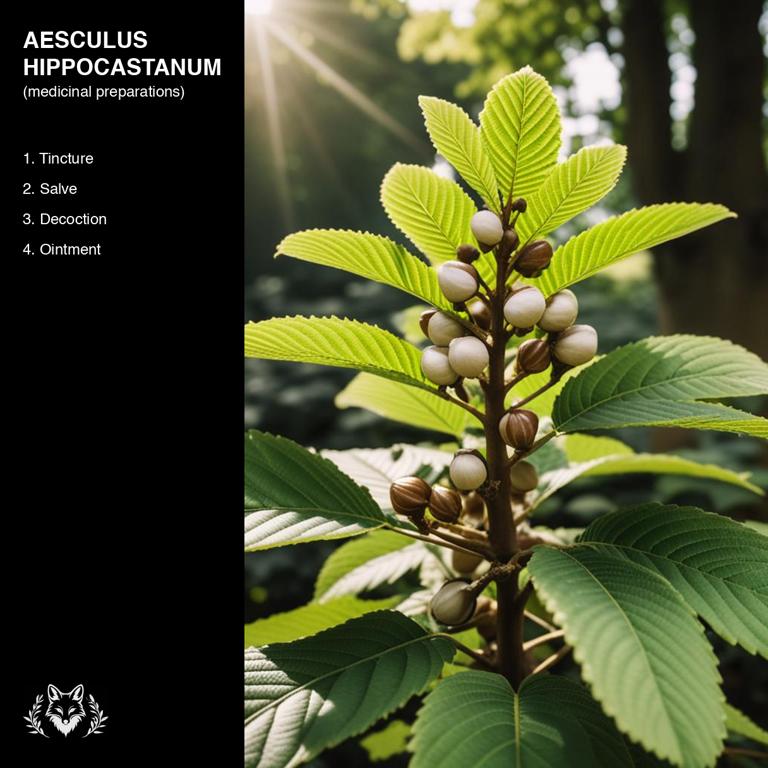 AESCULUS
HIPPOCASTANUM
(medicinal preparations)
1. Tincture
2. Salve
3. Decoction
4. Ointment